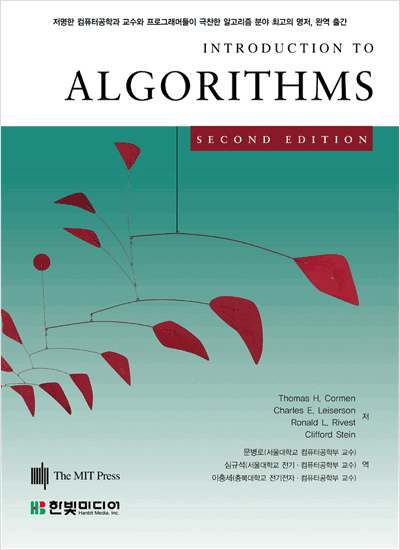 저명한 컴퓨터공학과 교수와 프로그래머들이 극찬한 알고리즘 분야 최고의 명저, 완역 출간
INTRODUCTION TO
ALGORITHMS
SECOND EDITION
Thomas H. Cormen
Charles E. Leiserson
Ronald L. Rivest
Clifford Stein
저
문병로(서울대학교 컴퓨터공학부 교수)
심규석(서울대학교 전기 · 컴퓨터공학부 교수) 역
이충세(충북대학교 전기전자 · 컴퓨터공학부 교수)
The MIT Press
HB 한빛미디어
Hanbit Media, Inc.